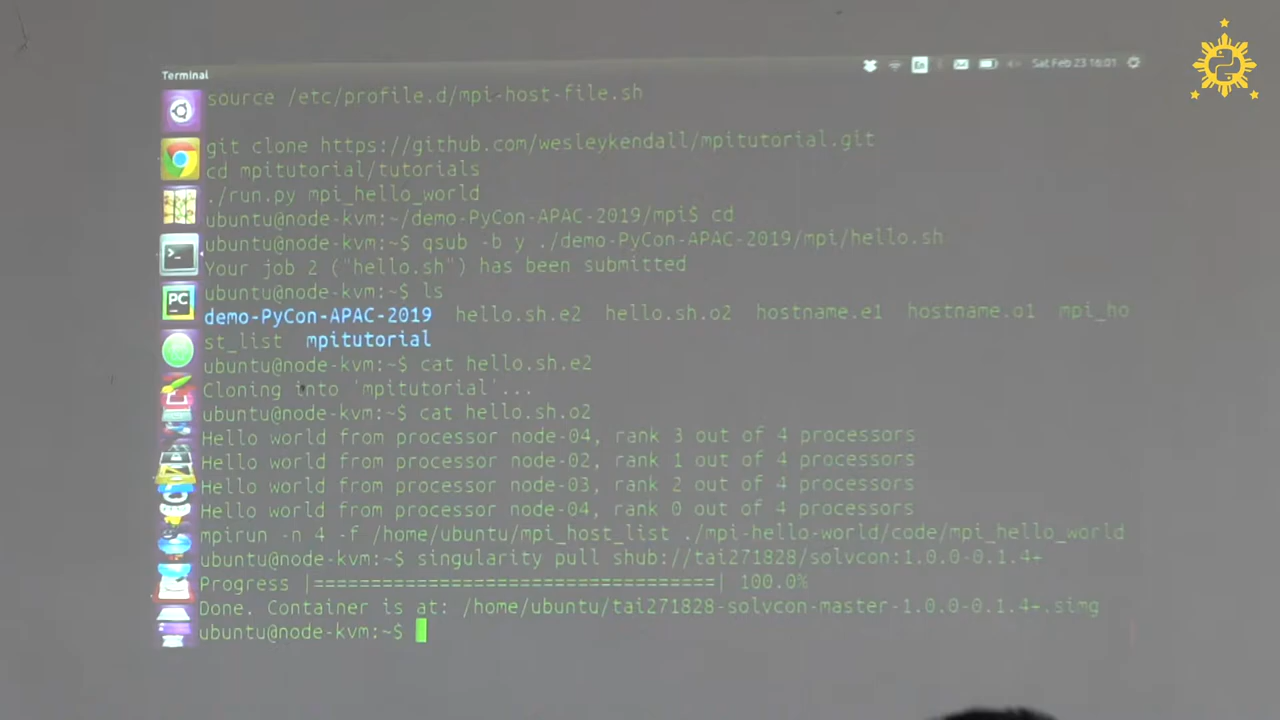 Terminal
En
Sat Feb 23 16:01
source /etc/profile.d/mpi-host-file.sh
git clone https://github.com/wesleykendall/mpitutorial.git
cd mpitutorial/tutorials
./run.py mpi_hello_world
ubuntu@node-kvm:~/demo-PyCon-APAC-2019/mpi$ cd
ubuntu@node-kvm:~$ qsub -b y ./demo-PyCon-APAC-2019/mpi/hello.sh
Your job 2 ("hello.sh") has been submitted
ubuntu@node-kvm:~$ ls
demo-PyCon-APAC-2019 hello.sh.e2 hello.sh.o2 hostname.e1 hostname.o1 mpi_ho
st_list mpitutorial
ubuntu@node-kvm:~$ cat hello.sh.e2
Cloning into 'mpitutorial'...
ubuntu@node-kvm:~$ cat hello.sh.o2
Hello world from processor node-04, rank 3 out of 4 processors
Hello world from processor node-02, rank 1 out of 4 processors
Hello world from processor node-03, rank 2 out of 4 processors
Hello world from processor node-04, rank 0 out of 4 processors
mpirun -n 4 -f /home/ubuntu/mpi_host_list ./mpi-hello-world/code/mpi_hello_world
ubuntu@node-kvm:~$ singularity pull shub://tai271828/solvcon:1.0.0-0.1.4+
Progress |===================================| 100.0%
Done. Container is at: /home/ubuntu/tai271828-solvcon-master-1.0.0-0.1.4+.simg
ubuntu@node-kvm:~$
PC